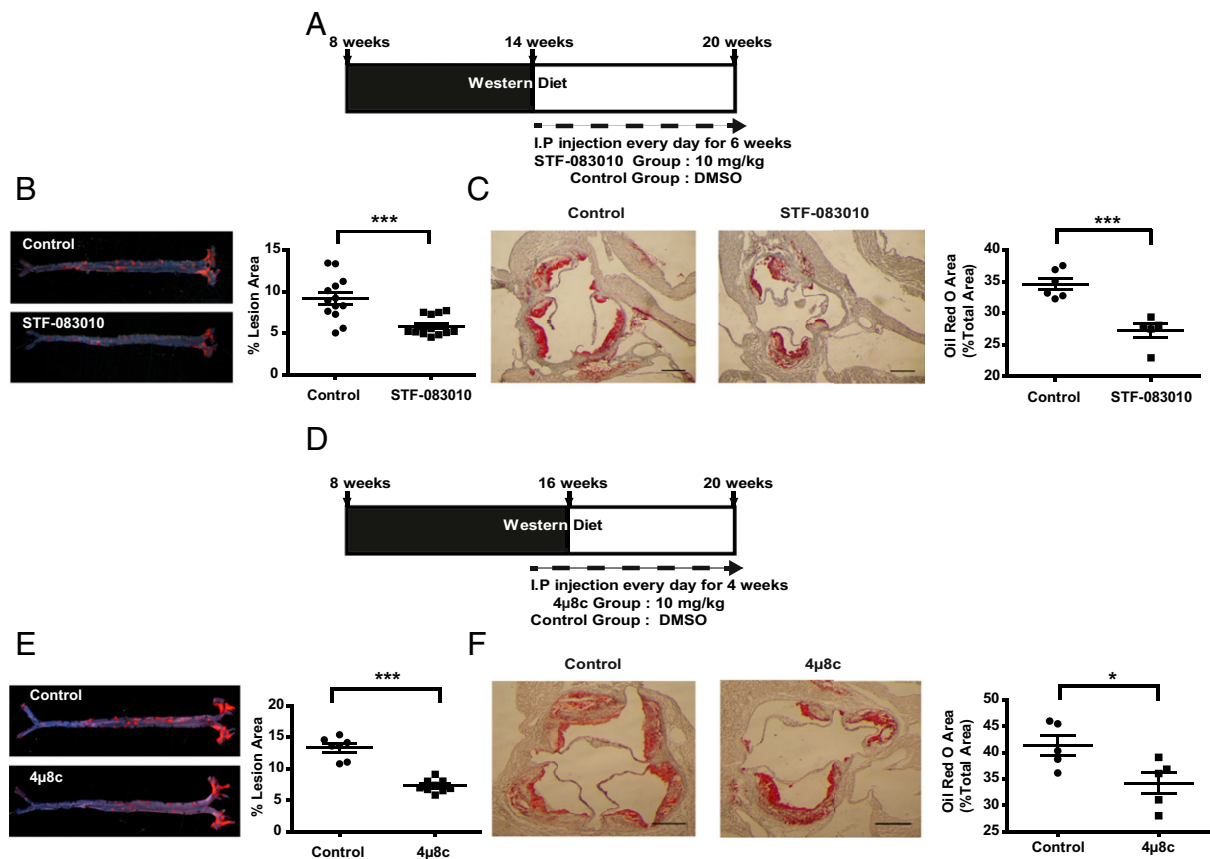 A
8 weeks 14 weeks 20 weeks
Western Diet
I.P injection every day for 6 weeks
STF-083010 Group : 10 mg/kg
Control Group : DMSO
B
Control
STF-083010
% Lesion Area
15
10
5
0
***
Control STF-083010
C
Control STF-083010
Oil Red O Area
(%Total Area)
40
35
30
25
20
***
Control STF-083010
D
8 weeks 16 weeks 20 weeks
Western Diet
I.P injection every day for 4 weeks
4µ8c Group : 10 mg/kg
Control Group : DMSO
E
Control
4µ8c
% Lesion Area
20
15
10
5
0
***
Control 4µ8c
F
Control 4µ8c
Oil Red O Area
(%Total Area)
50
45
40
35
30
25
*
Control 4µ8c